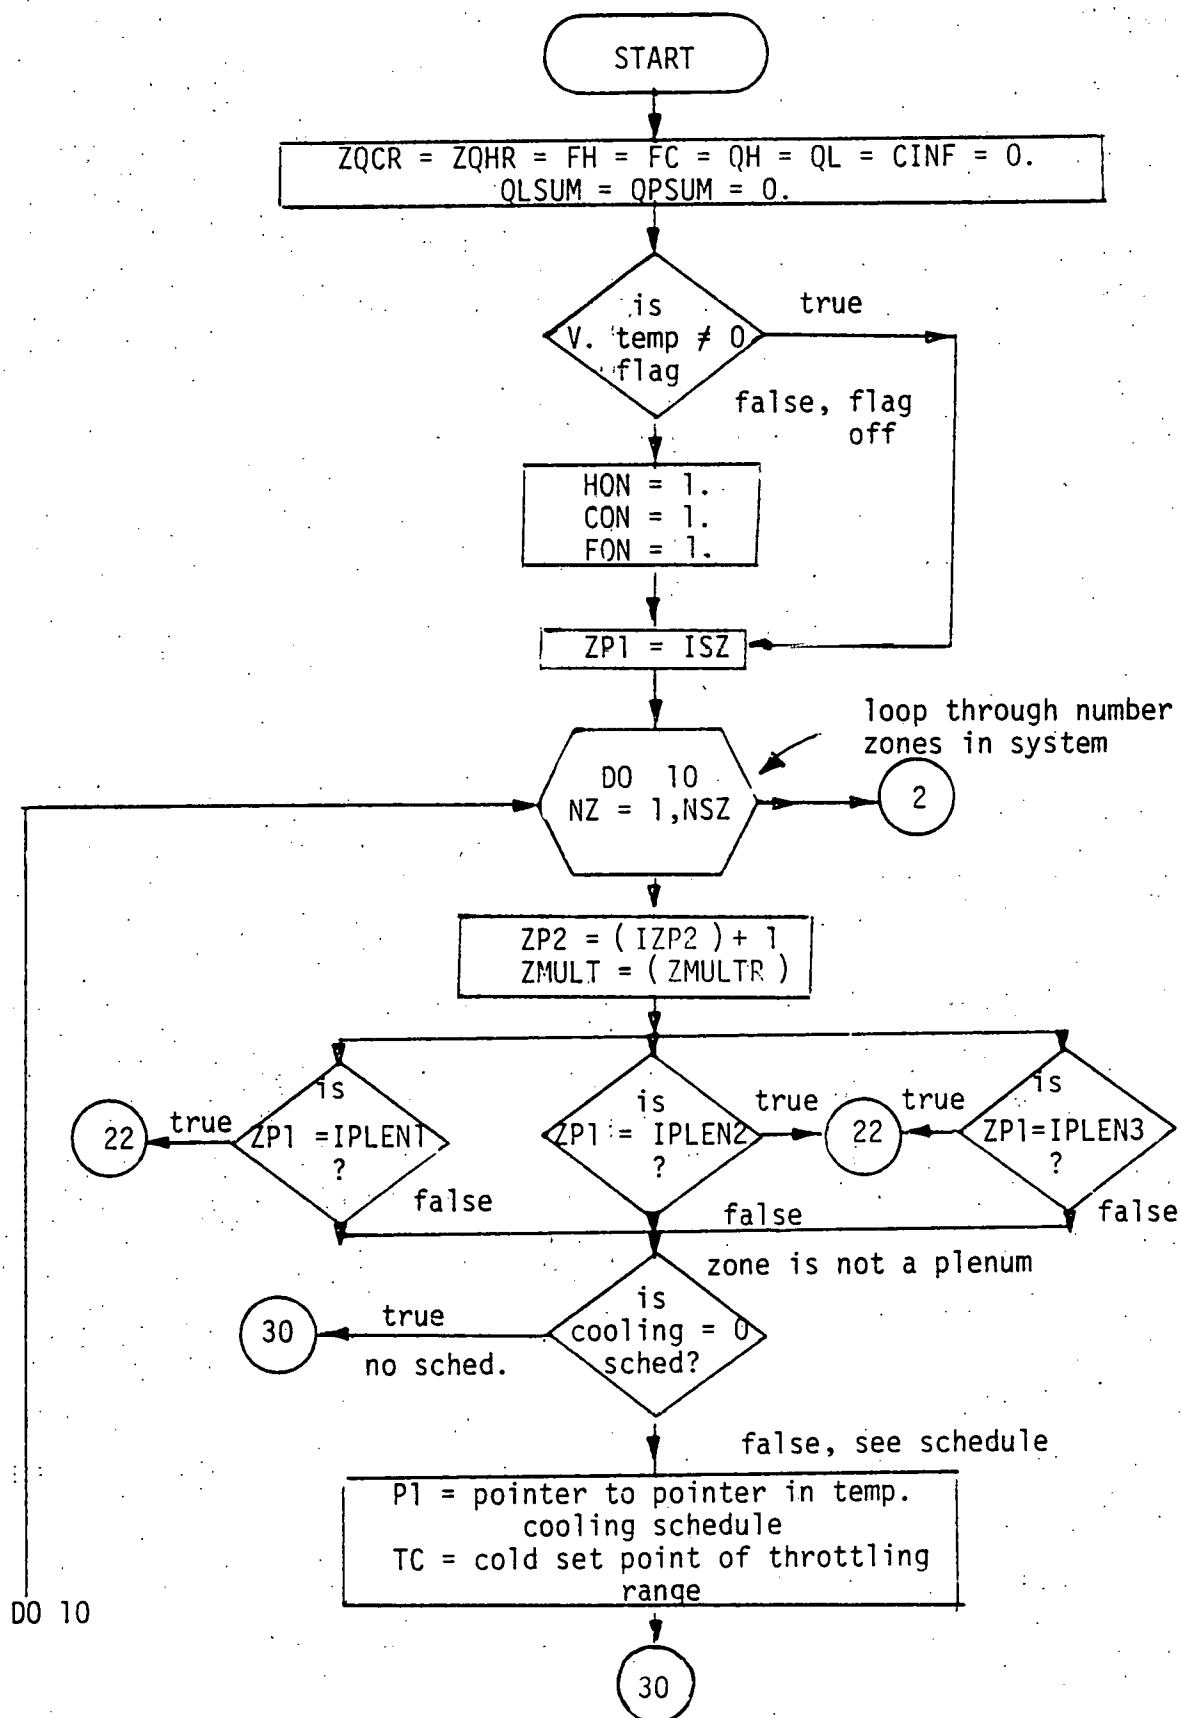 START
ZQCR = ZQHR = FH = FC = QH = QL = CINF = 0.
QLSUM = QPSUM = 0.
is
V. temp ≠ 0
flag
true
false, flag
off
HON = 1.
CON = 1.
FON = 1.
ZP1 = ISZ
loop through number
zones in system
DO 10
NZ = 1,NSZ
2
ZP2 = ( IZP2 ) + 1
ZMULT = ( ZMULTR )
is
ZP1 =IPLEN1
?
true
22
false
is
ZP1 = IPLEN2
?
true
22
false
is
ZP1=IPLEN3
?
true
false
zone is not a plenum
is
cooling = 0
sched?
true
no sched.
30
false, see schedule
P1 = pointer to pointer in temp.
cooling schedule
TC = cold set point of throttling
range
DO 10
30